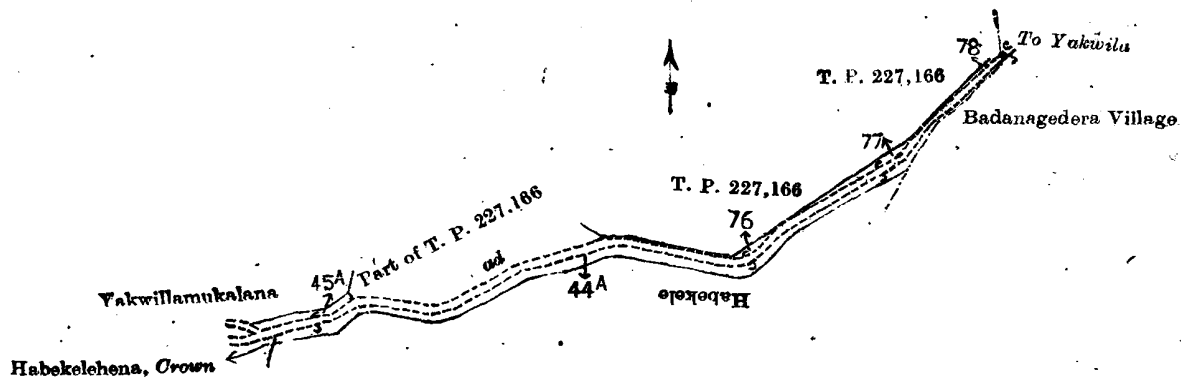 78
To Yakwila
T. P. 227,166
Badanagedera Village
77
T. P. 227,166
76
Part of T. P. 227.166
ad
45A
44A
Yakwillamukalana
Habekele
s
Habekelehena, Crown